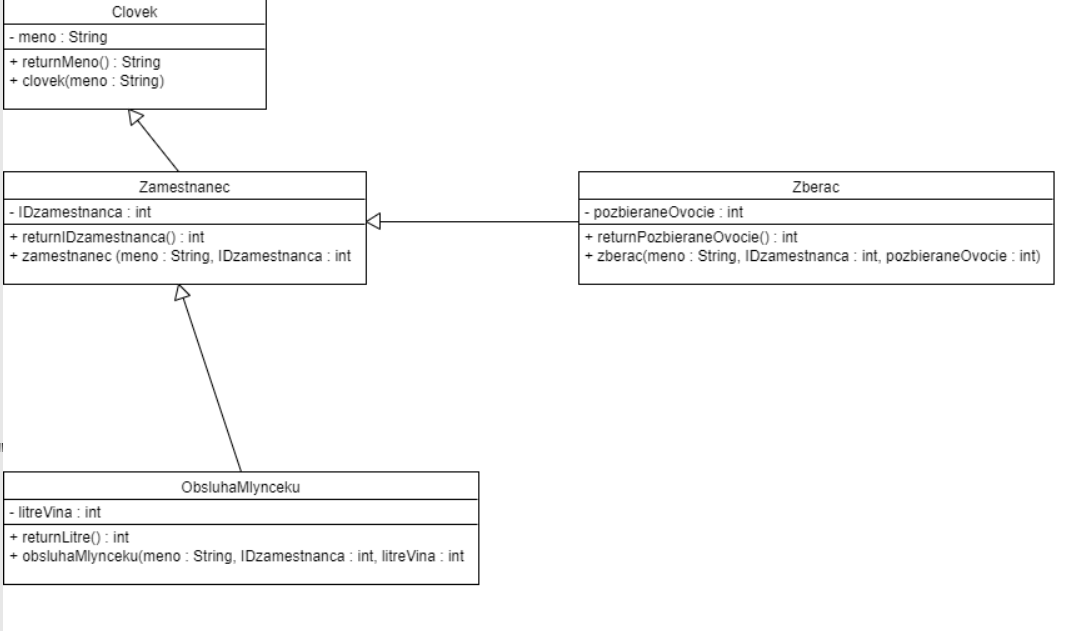 Clovek
- meno : String
+ returnMeno() : String
+ clovek(meno : String)
Zamestnanec
- IDzamestnanca : int
+ returnIDzamestnanca() : int
+ zamestnanec (meno : String, IDzamestnanca : int
Zberac
- pozbieraneOvocie : int
+ returnPozbieraneOvocie() : int
+ zberac(meno : String, IDzamestnanca : int, pozbieraneOvocie : int)
ObsluhaMlynceku
- litreVina : int
+ returnLitre() : int
+ obsluhaMlynceku(meno : String, IDzamestnanca : int, litreVina : int